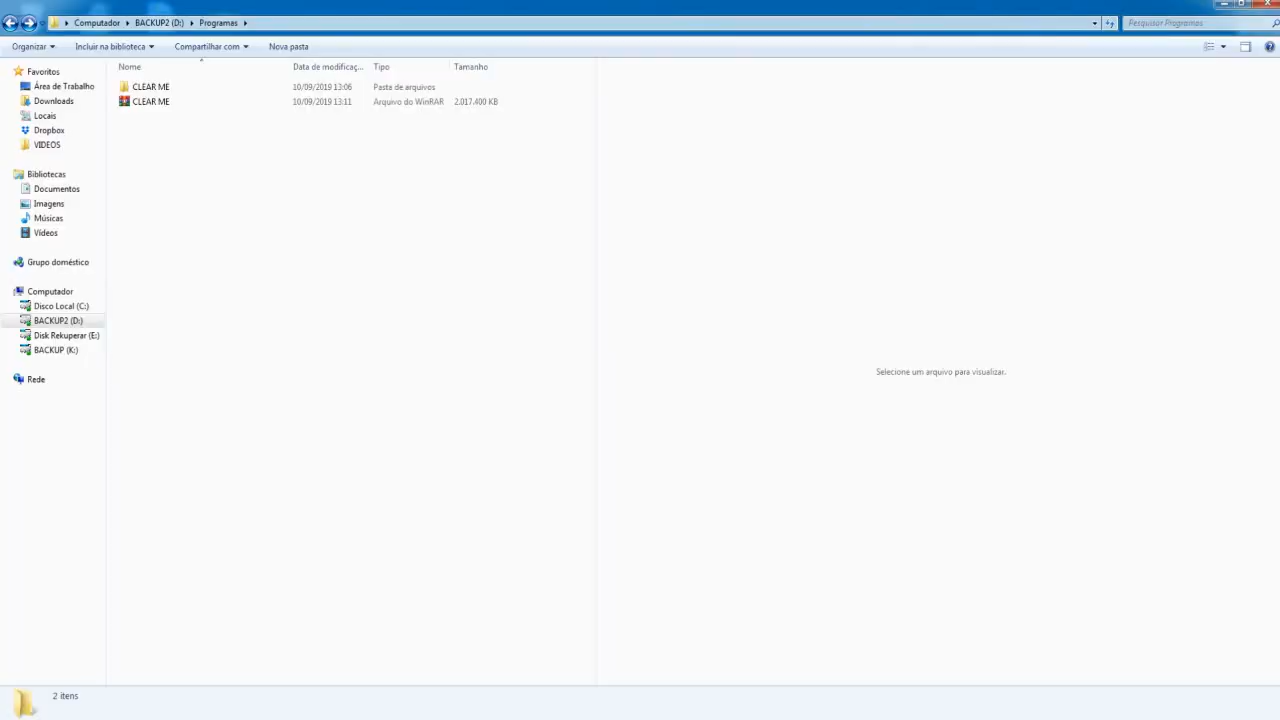 Computador BACKUP2 (D:) Programas
Pesquisar Programas
Organizar Incluir na biblioteca Compartilhar com Nova pasta
Nome Data de modificaç... Tipo Tamanho
CLEAR ME 10/09/2019 13:06 Pasta de arquivos
CLEAR ME 10/09/2019 13:11 Arquivo do WinRAR 2.017.400 KB
Favoritos
Área de Trabalho
Downloads
Locais
Dropbox
VIDEOS
Bibliotecas
Documentos
Imagens
Músicas
Vídeos
Grupo doméstico
Computador
Disco Local (C:)
BACKUP2 (D:)
Disk Rekuperar (E:)
BACKUP (K:)
Rede
Selecione um arquivo para visualizar.
2 itens